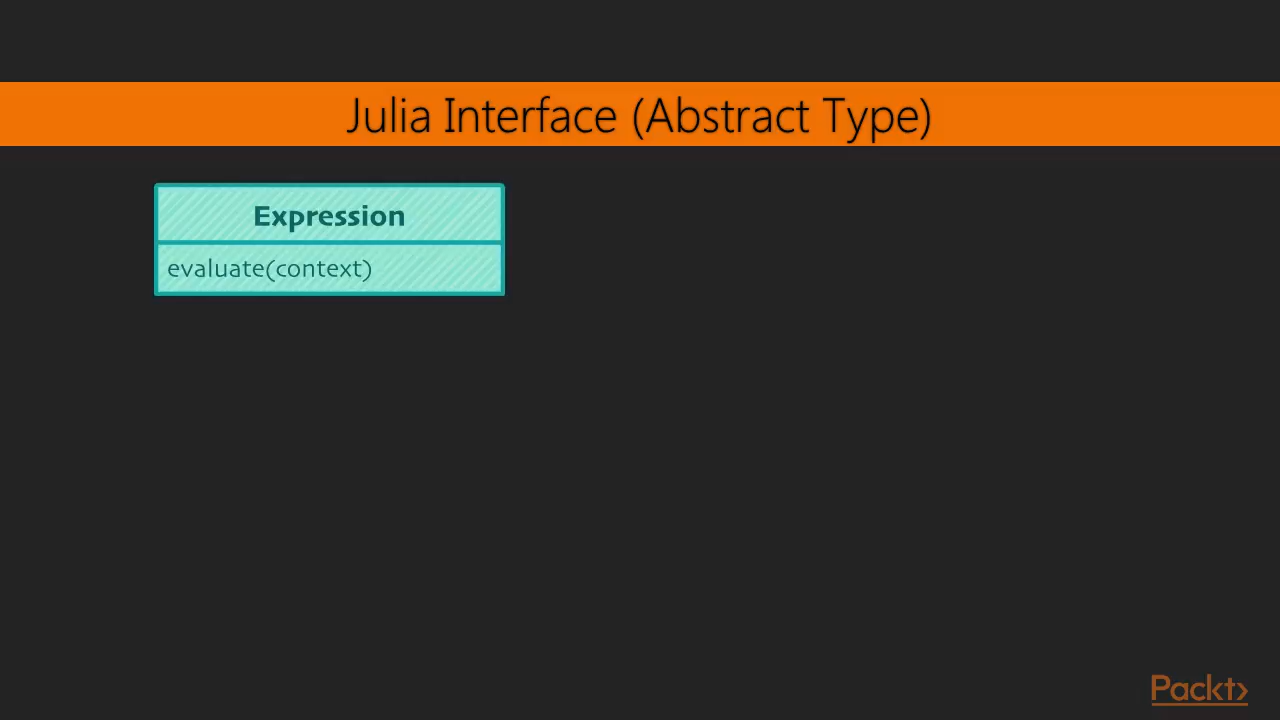 Julia Interface (Abstract Type)
Expression
evaluate(context)
Packt>